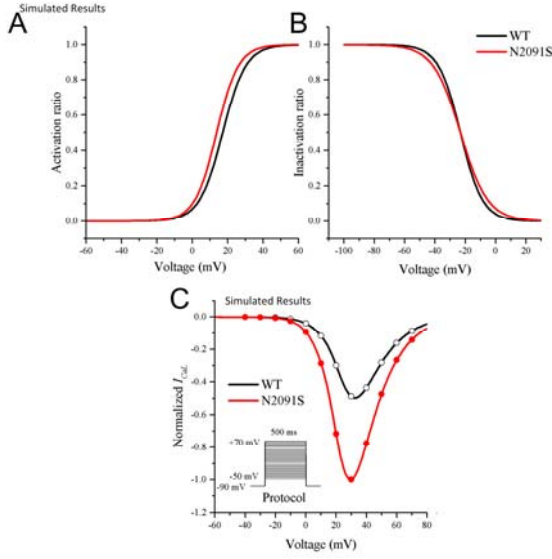 Simulated Results
A
B
WT
N2091S
1.0
0.8
0.6
0.4
0.2
0.0
Activation ratio
-60 -40 -20 0 20 40 60
Voltage (mV)
1.0
0.8
0.6
0.4
0.2
0.0
Inactivation ratio
-100 -80 -60 -40 -20 0 20
Voltage (mV)
C
Simulated Results
0.0
-0.2
-0.4
-0.6
-0.8
-1.0
-1.2
Normalized I_CaL
WT
N2091S
500 ms
+70 mV
-50 mV
-90 mV
Protocol
-60 -40 -20 0 20 40 60 80
Voltage (mV)